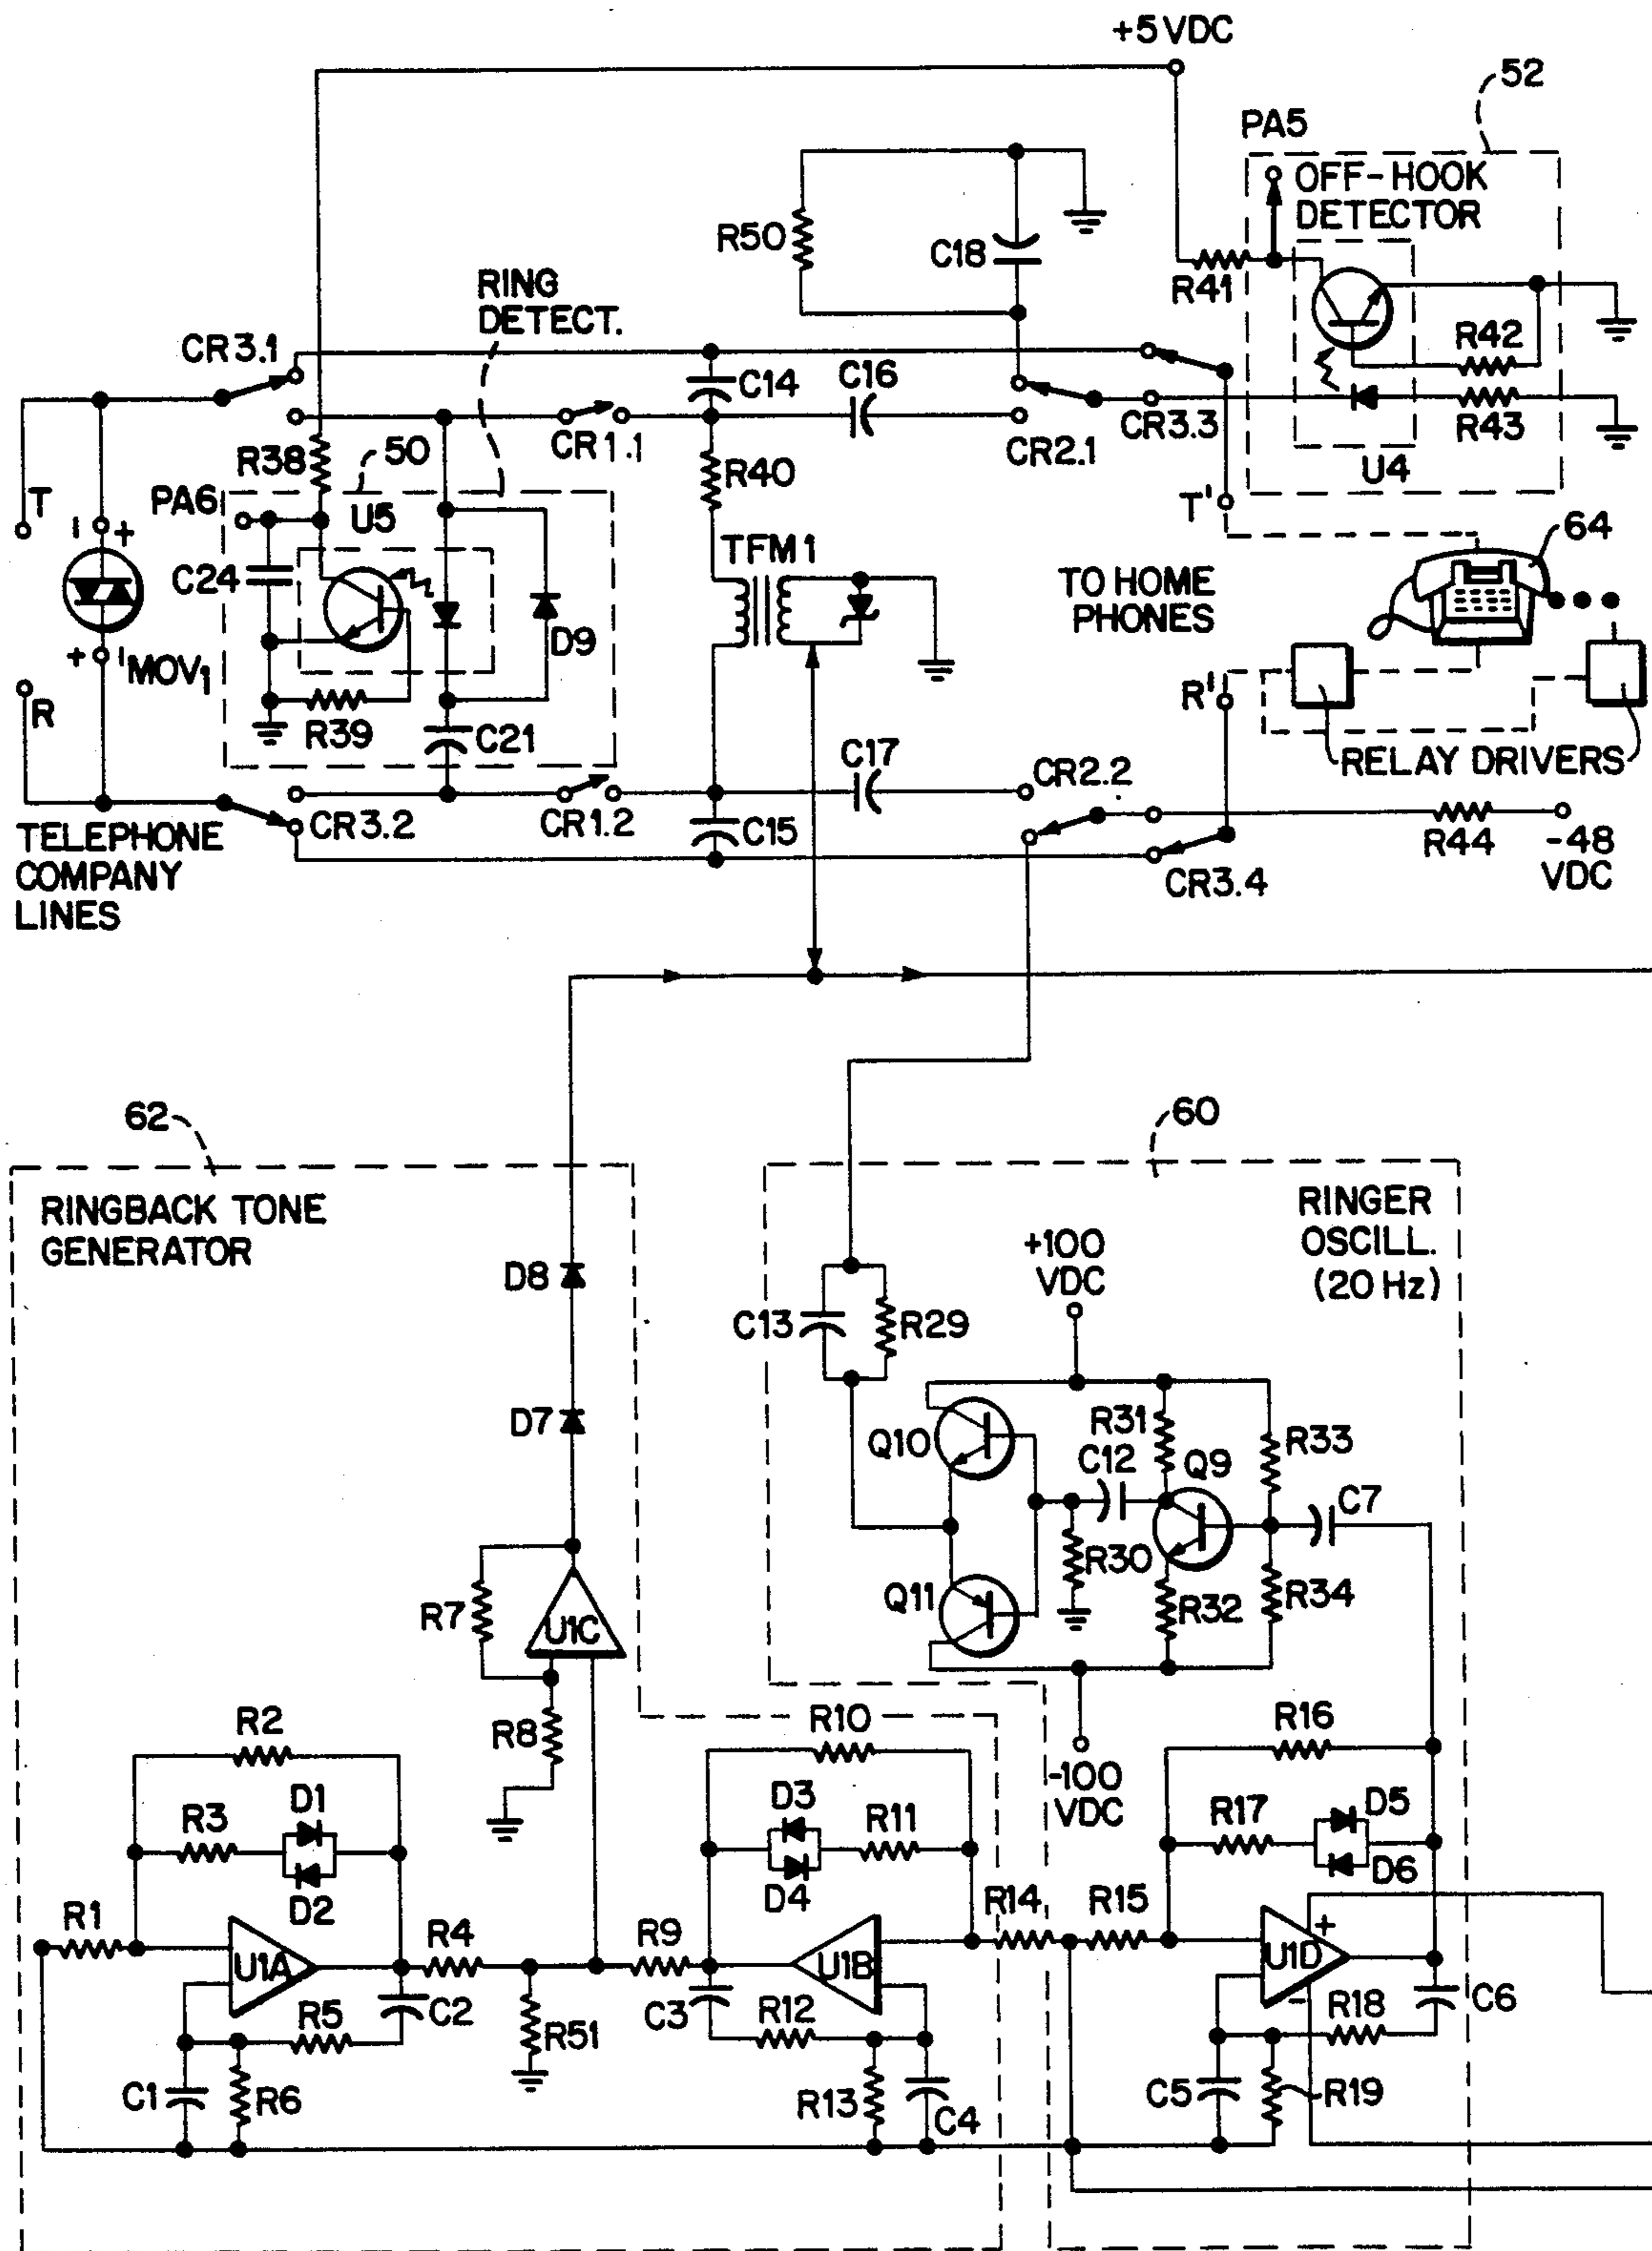 +5 VDC
52
PA5
OFF-HOOK
DETECTOR
R50
C18
R41
RING
DETECT.
R42
CR3.1
C14
C16
R43
CR3.3
CR1.1
CR2.1
U4
R38
50
R40
T
PA6
U5
T'
64
TFM 1
C24
TO HOME
PHONES
D9
MOV1
R
R'
R39
C21
C17
RELAY DRIVERS
CR2.2
CR3.2
CR1.2
C15
R44
-48
VDC
TELEPHONE
COMPANY
LINES
CR3.4
62
60
RINGBACK TONE
GENERATOR
RINGER
OSCILL.
(20 Hz)
+100
VDC
D8
C13
R29
D7
R31
Q10
C12
Q9
R33
C7
R30
R7
Q11
R32
R34
U1C
R2
R8
R10
R16
-100
VDC
R3
D1
D3
R11
R17
D5
D2
D4
D6
R1
R4
R9
R14
R15
U1A
U1B
U1D
+
-
R5
C2
C3
R12
R18
C6
R51
C1
R6
R13
C4
C5
R19